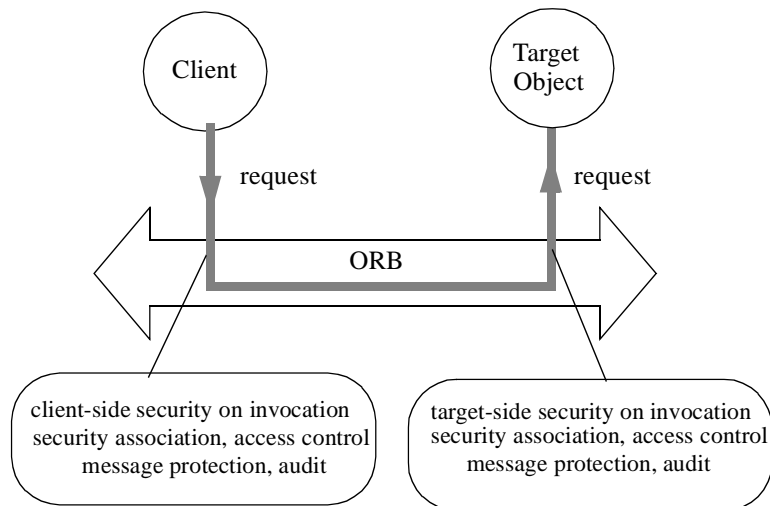 Client
Target
Object
request
request
ORB
client-side security on invocation
security association, access control
message protection, audit
target-side security on invocation
security association, access control
message protection, audit